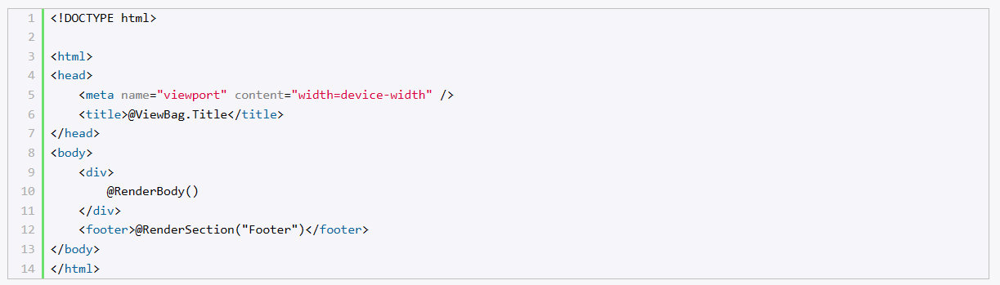 1 <!DOCTYPE html>
2
3 <html>
4 <head>
5     <meta name="viewport" content="width=device-width" />
6     <title>@ViewBag.Title</title>
7 </head>
8 <body>
9     <div>
10         @RenderBody()
11     </div>
12     <footer>@RenderSection("Footer")</footer>
13 </body>
14 </html>